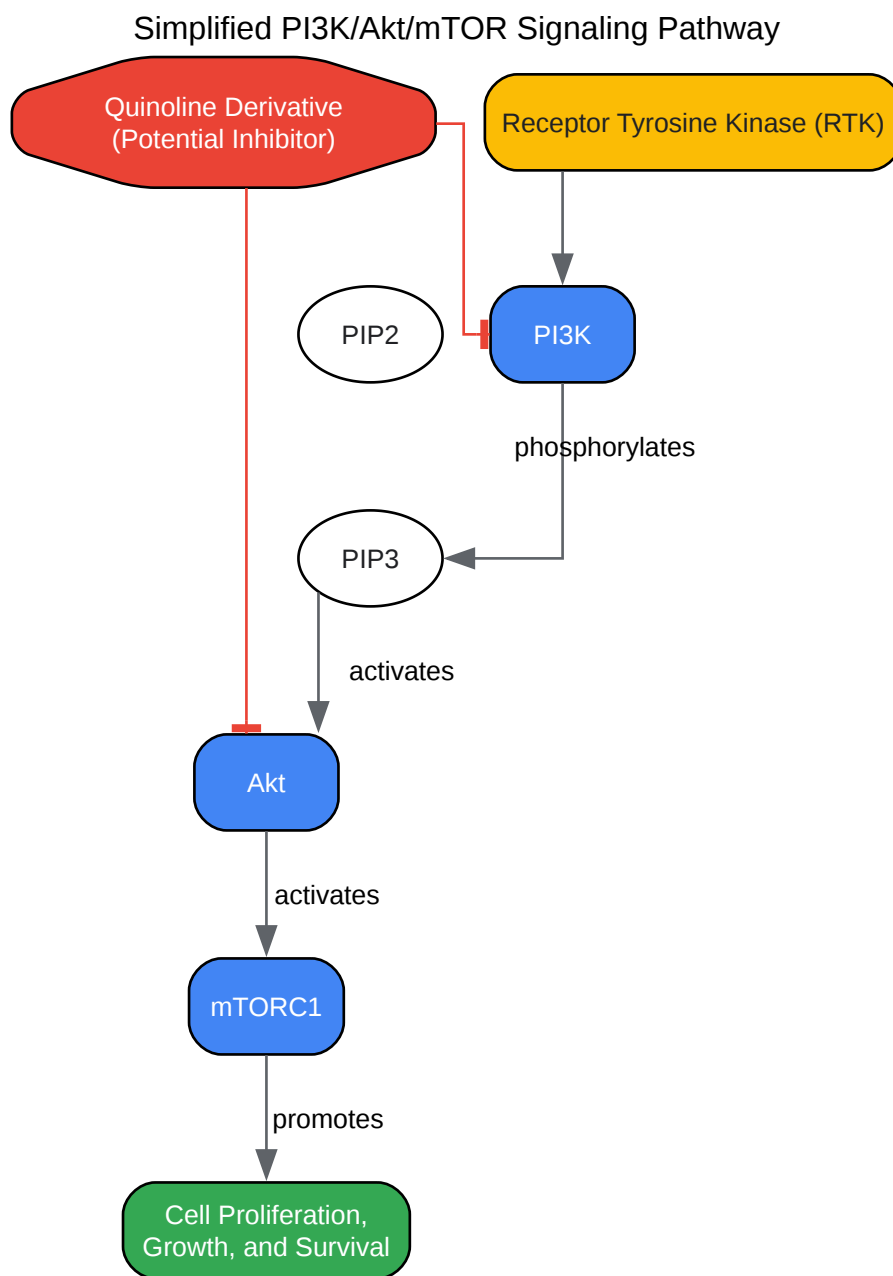 Simplified PI3K/Akt/mTOR Signaling Pathway
Quinoline Derivative
(Potential Inhibitor)
Receptor Tyrosine Kinase (RTK)
PIP2
PI3K
phosphorylates
PIP3
activates
Akt
activates
mTORC1
promotes
Cell Proliferation,
Growth, and Survival